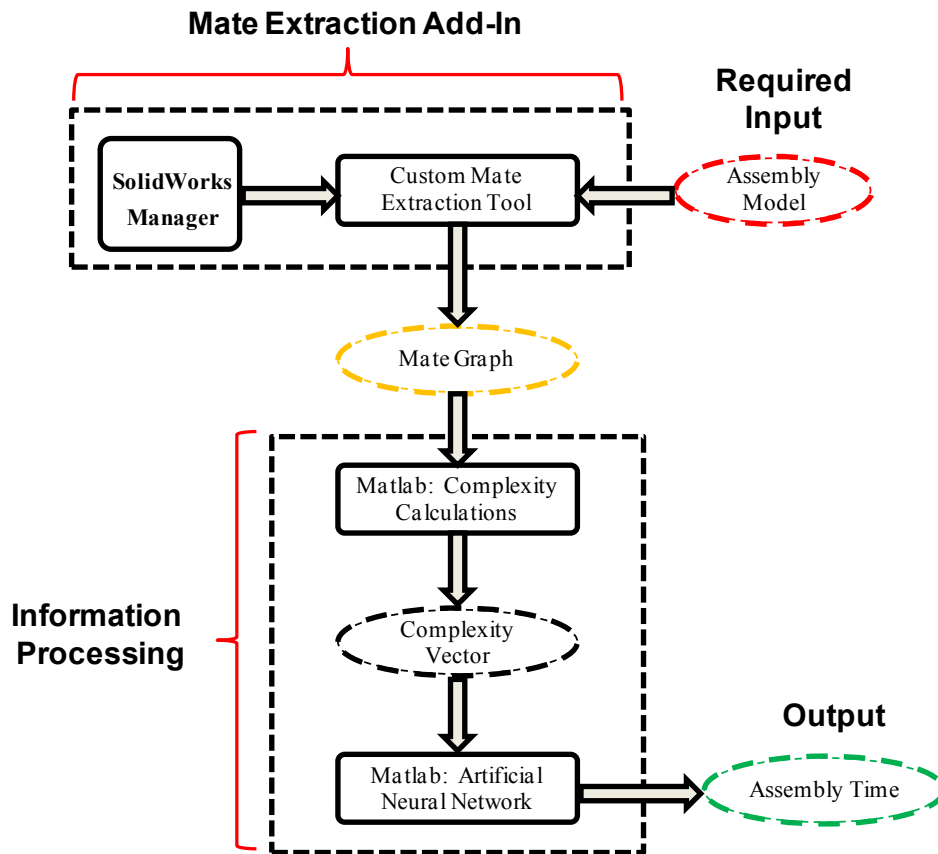 Mate Extraction Add-In
Required
Input
SolidWorks
Manager
Custom Mate
Extraction Tool
Assembly
Model
Mate Graph
Matlab: Complexity
Calculations
Information
Processing
Complexity
Vector
Output
Matlab: Artificial
Neural Network
Assembly Time